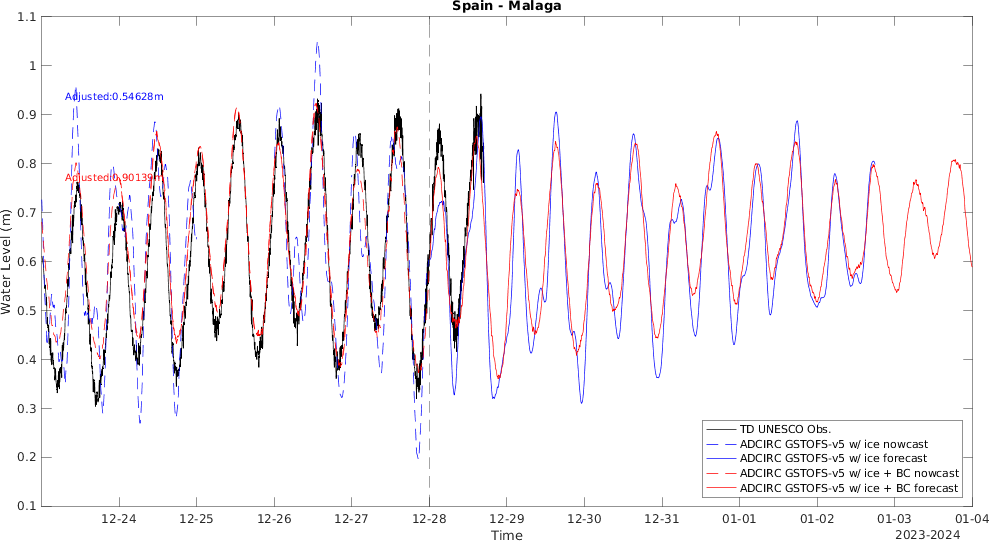 Spain - Malaga
1.1
1
0.9
0.8
0.7
0.6
0.5
0.4
0.3
0.2
0.1
Water Level (m)
Adjusted:0.54628m
Adjusted:0.90139m
TD UNESCO Obs.
ADCIRC GSTOFS-v5 w/ ice nowcast
ADCIRC GSTOFS-v5 w/ ice forecast
ADCIRC GSTOFS-v5 w/ ice + BC nowcast
ADCIRC GSTOFS-v5 w/ ice + BC forecast
12-24 12-25 12-26 12-27 12-28 12-29 12-30 12-31 01-01 01-02 01-03 01-04
Time
2023-2024